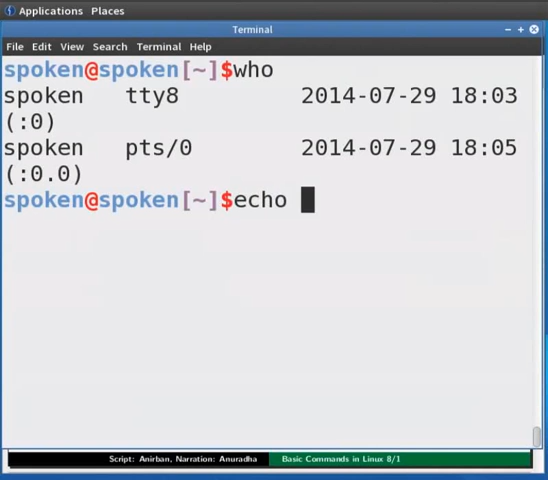 Applications Places
Terminal
File Edit View Search Terminal Help
spoken@spoken[~]$who
spoken tty8 2014-07-29 18:03
(:0)
spoken pts/0 2014-07-29 18:05
(:0.0)
spoken@spoken[~]$echo
Script: Anirban, Narration: Anuradha Basic Commands in Linux 8/1